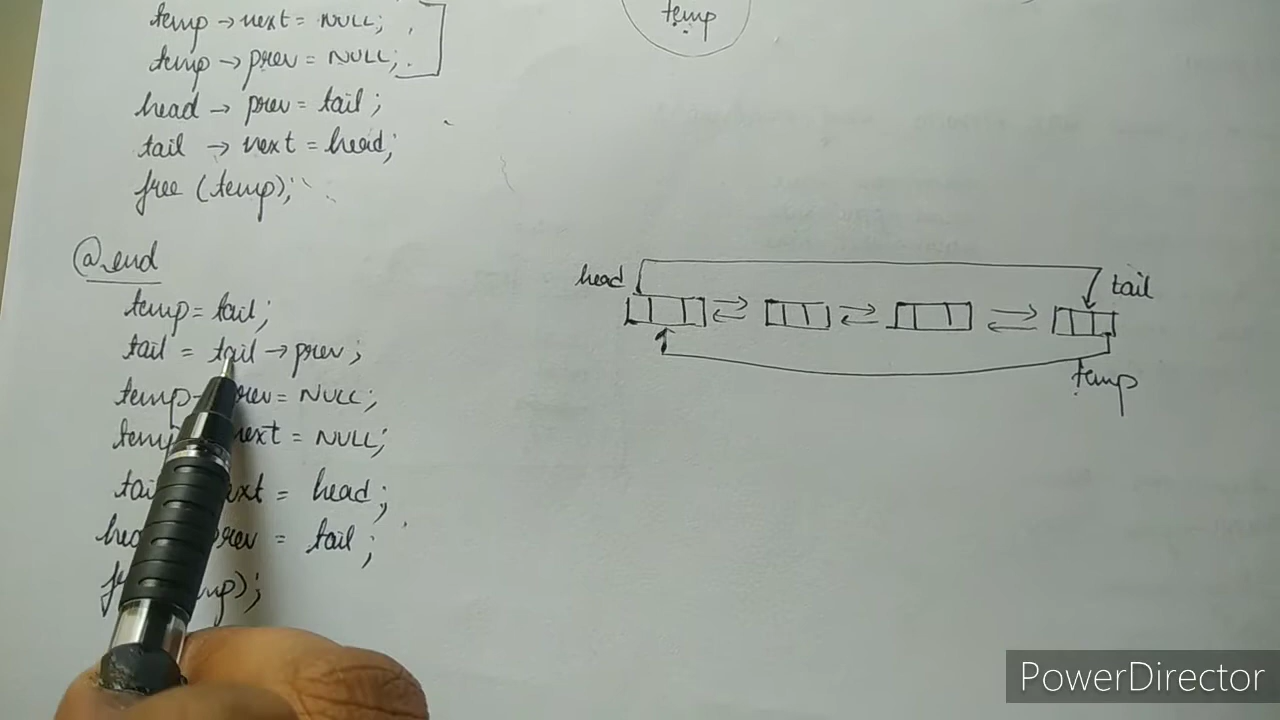 temp → next = NULL;
temp → prev = NULL;
head → prev = tail;
tail → next = head;
free (temp);
@ end
temp = tail;
tail = tail → prev;
temp = NULL;
= NULL;
= head;
prev = tail;
temp
head
tail
temp
PowerDirector